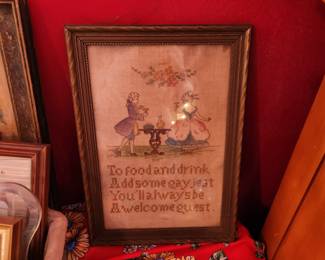 To food and drink
Add some gay jest
You'll always be
A welcome guest